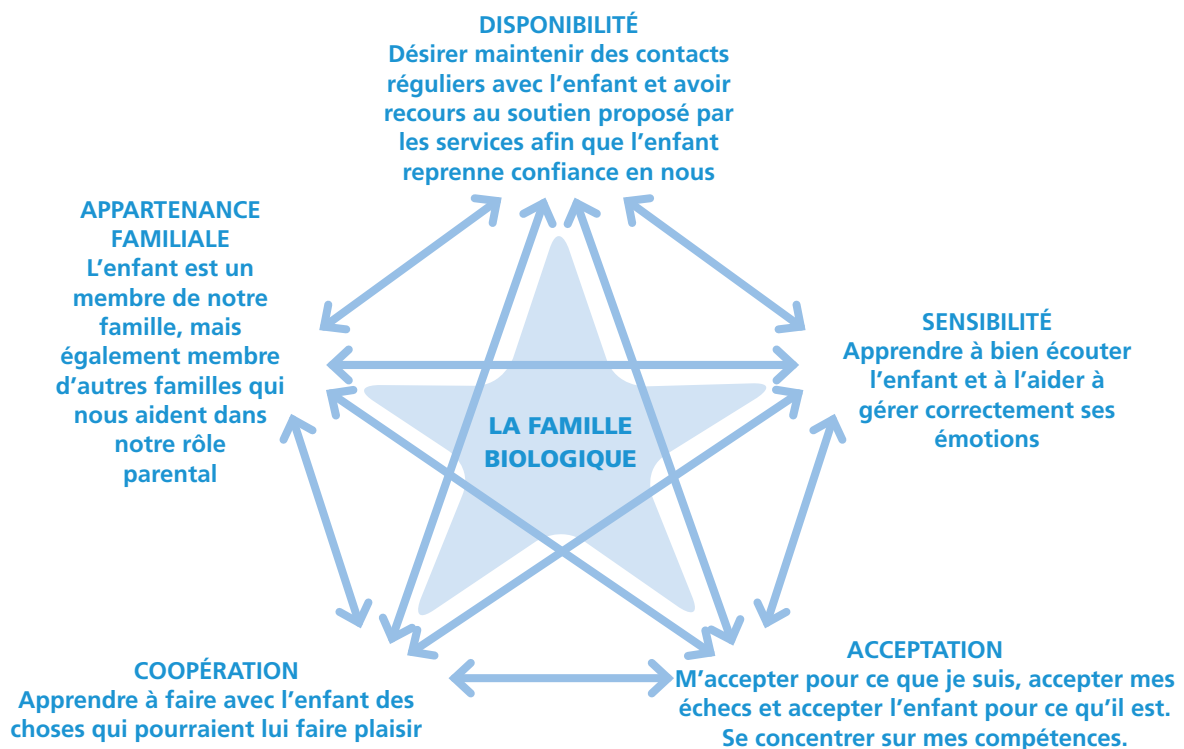 DISPONIBILITÉ
Désirer maintenir des contacts
réguliers avec l’enfant et avoir
recours au soutien proposé par
les services afin que l’enfant
reprenne confiance en nous
APPARTENANCE
FAMILIALE
L’enfant est un
membre de notre
famille, mais
également membre
d’autres familles qui
nous aident dans
notre rôle
parental
SENSIBILITÉ
Apprendre à bien écouter
l’enfant et à l’aider à
gérer correctement ses
émotions
LA FAMILLE
BIOLOGIQUE
COOPÉRATION
Apprendre à faire avec l’enfant des
choses qui pourraient lui faire plaisir
ACCEPTATION
M’accepter pour ce que je suis, accepter mes
échecs et accepter l’enfant pour ce qu’il est.
Se concentrer sur mes compétences.